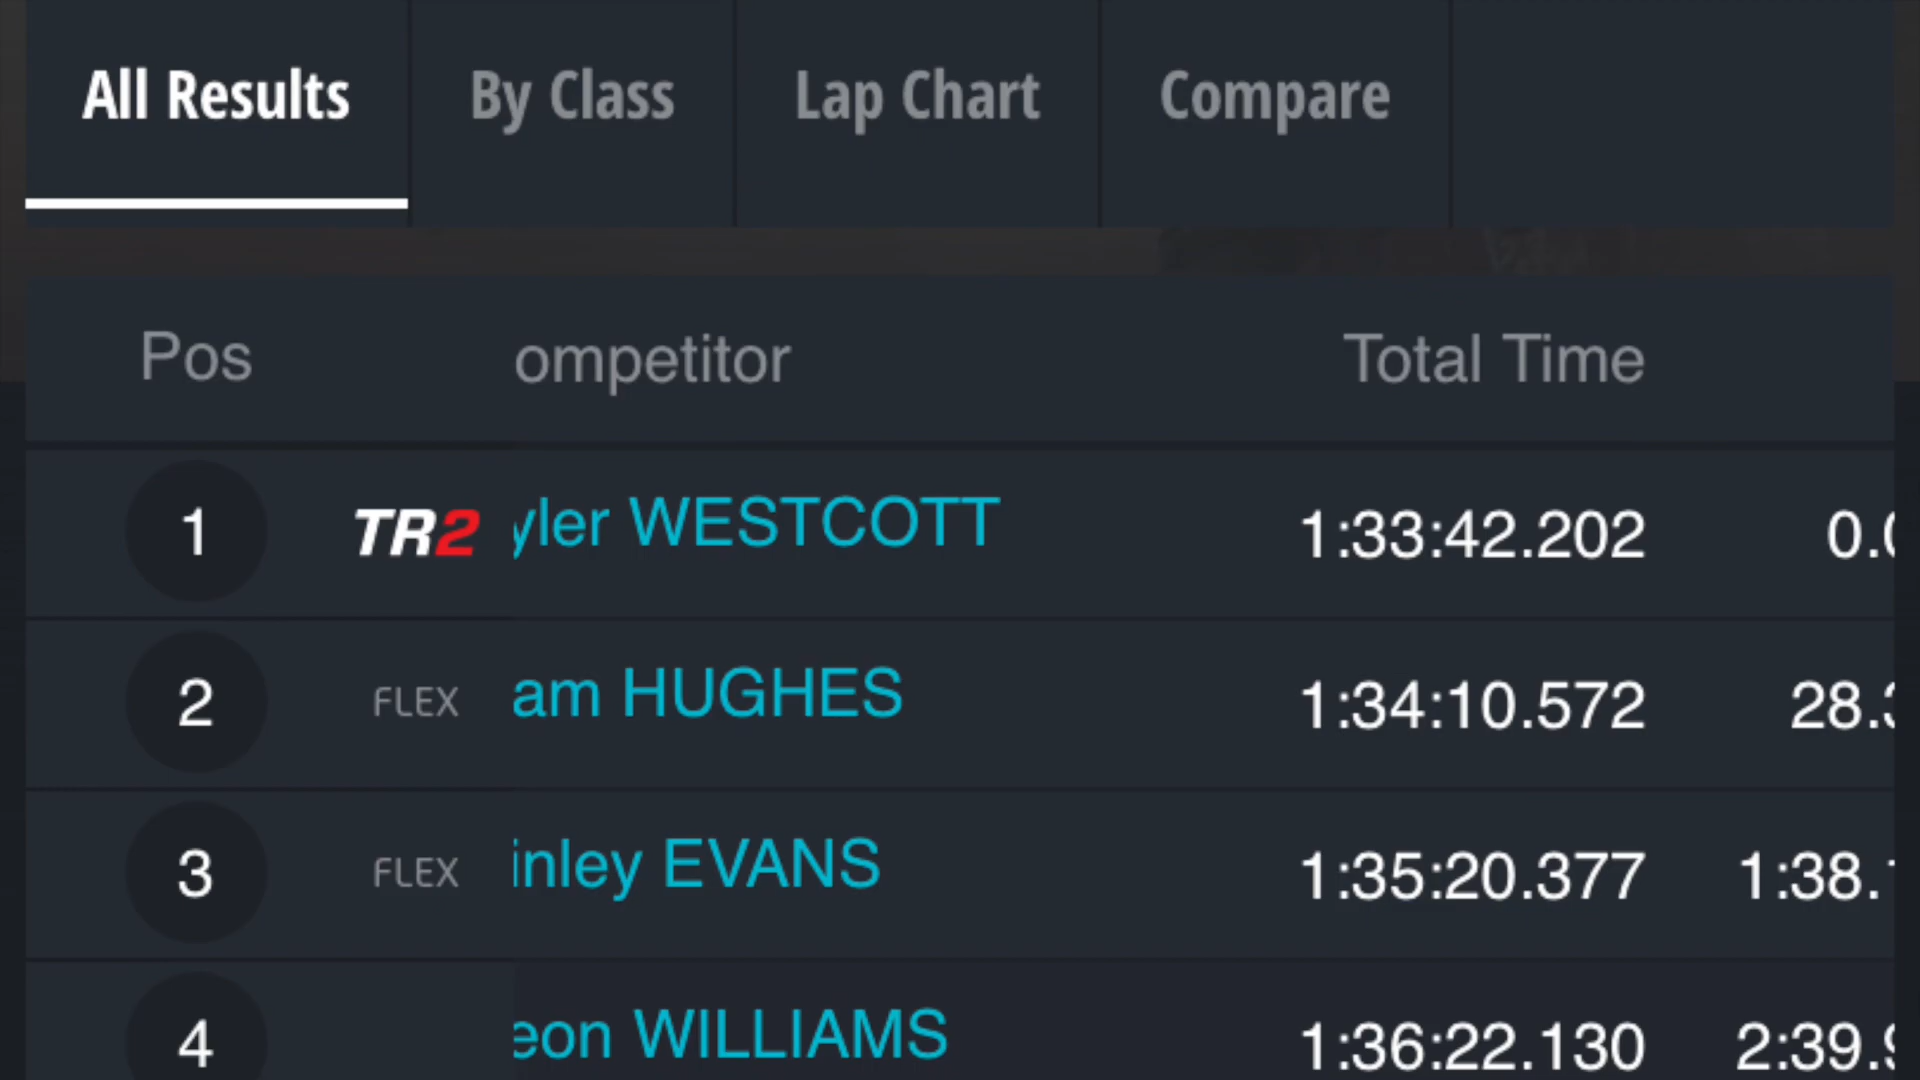 All Results By Class Lap Chart Compare
Pos ompetitor Total Time
1 TR2 yler WESTCOTT 1:33:42.202 0.0
2 FLEX am HUGHES 1:34:10.572 28.3
3 FLEX inley EVANS 1:35:20.377 1:38.1
4 eon WILLIAMS 1:36:22.130 2:39.9